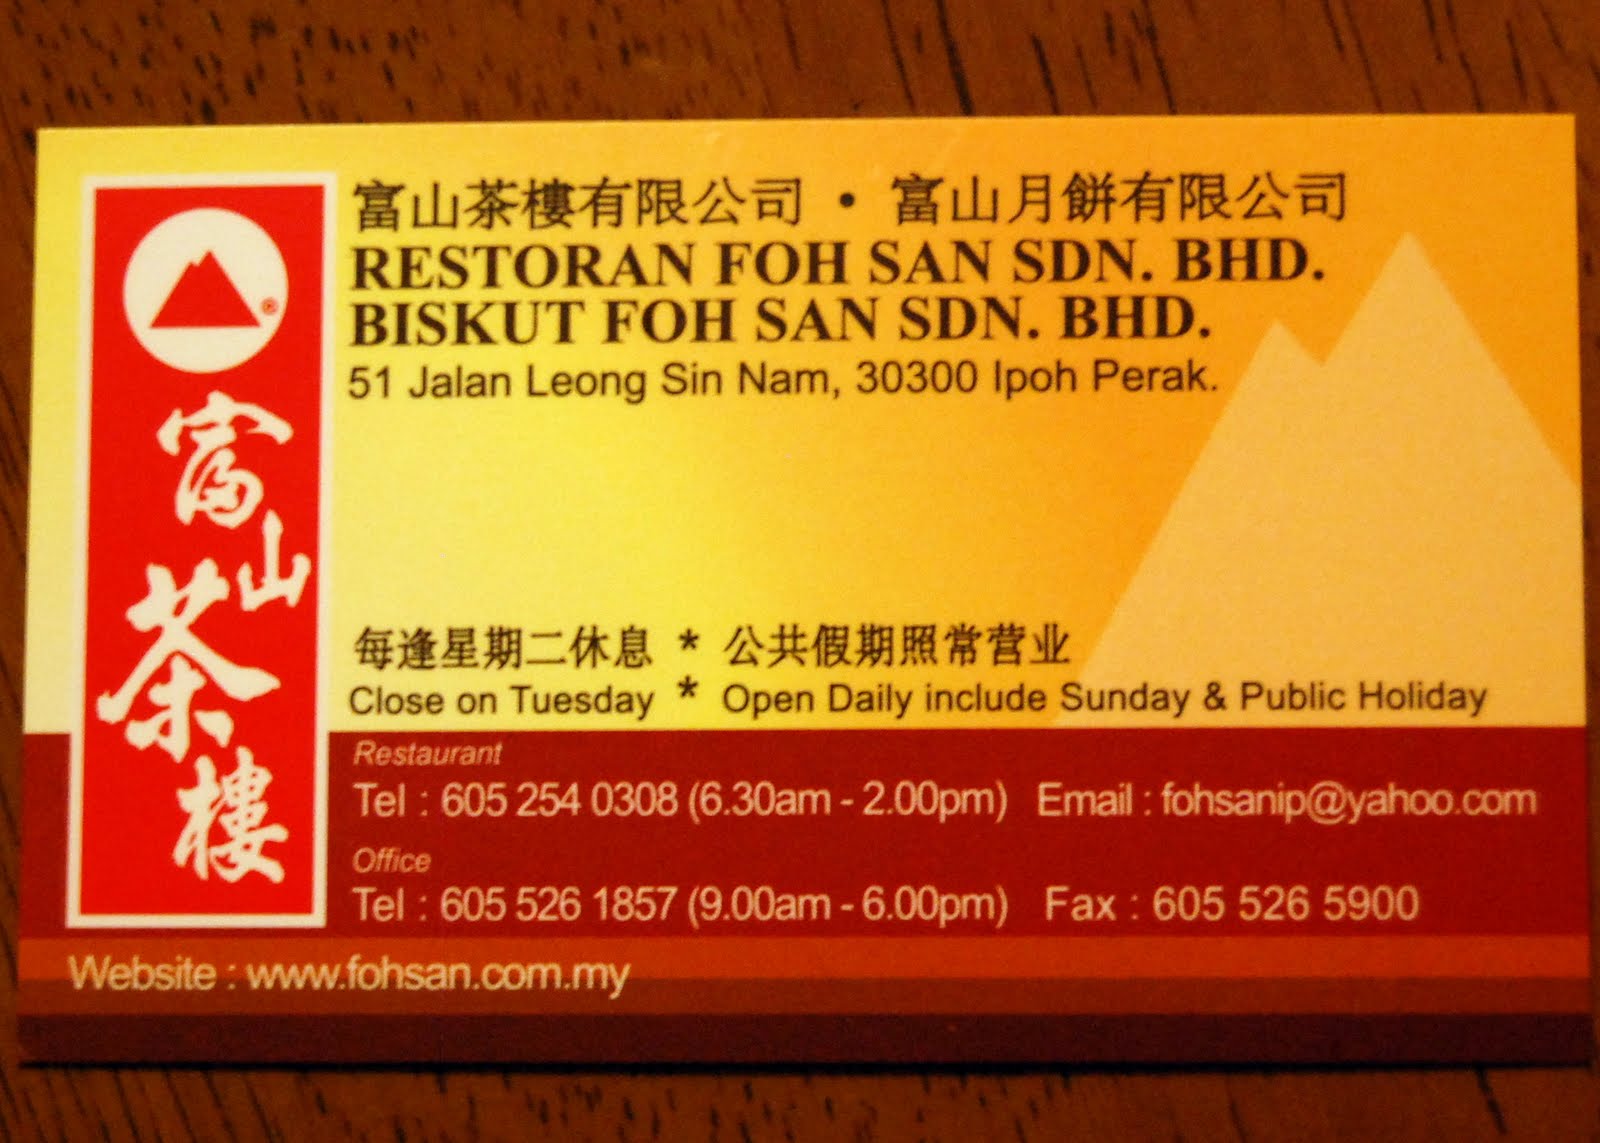 富山茶樓
®
富山茶樓有限公司 • 富山月餅有限公司
RESTORAN FOH SAN SDN. BHD.
BISKUT FOH SAN SDN. BHD.
51 Jalan Leong Sin Nam, 30300 Ipoh Perak.
每逢星期二休息 * 公共假期照常营业
Close on Tuesday * Open Daily include Sunday & Public Holiday
Restaurant
Tel : 605 254 0308 (6.30am - 2.00pm) Email : fohsanip@yahoo.com
Office
Tel : 605 526 1857 (9.00am - 6.00pm) Fax : 605 526 5900
Website : www.fohsan.com.my